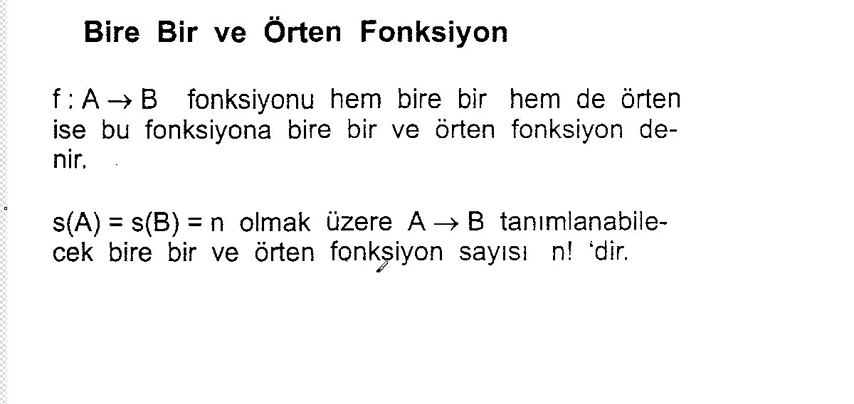 Bire Bir ve Örten Fonksiyon
f : A → B fonksiyonu hem bire bir hem de örten
ise bu fonksiyona bire bir ve örten fonksiyon de-
nir.
s(A) = s(B) = n olmak üzere A → B tanımlanabile-
cek bire bir ve örten fonksiyon sayısı n! ‘dir.